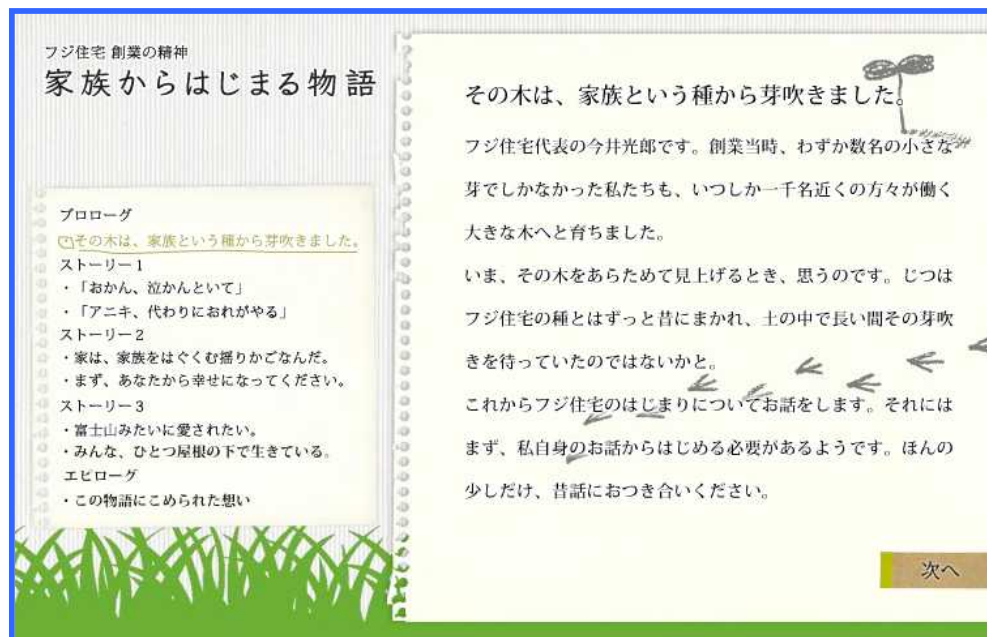 フジ住宅 創業の精神
家族からはじまる物語
プロローグ
その木は、家族という種から芽吹きました。
ストーリー1
・「おかん、泣かんといて」
・「アニキ、代わりにおれがやる」
ストーリー2
・家は、家族をはぐくむ揺りかごなんだ。
・まず、あなたから幸せになってください。
ストーリー3
・富士山みたいに愛されたい。
・みんな、ひとつ屋根の下で生きている。
エピローグ
・この物語にこめられた想い
その木は、家族という種から芽吹きました。
フジ住宅代表の今井光郎です。創業当時、わずか数名の小さな
芽でしかなかった私たちも、いつしか一千名近くの方々が働く
大きな木へと育ちました。
いま、その木をあらためて見上げるとき、思うのです。じつは
フジ住宅の種とはずっと昔にまかれ、土の中で長い間その芽吹
きを待っていたのではないかと。
これからフジ住宅のはじまりについてお話をします。それには
まず、私自身のお話からはじめる必要があるようです。ほんの
少しだけ、昔話におつき合いください。
次へ